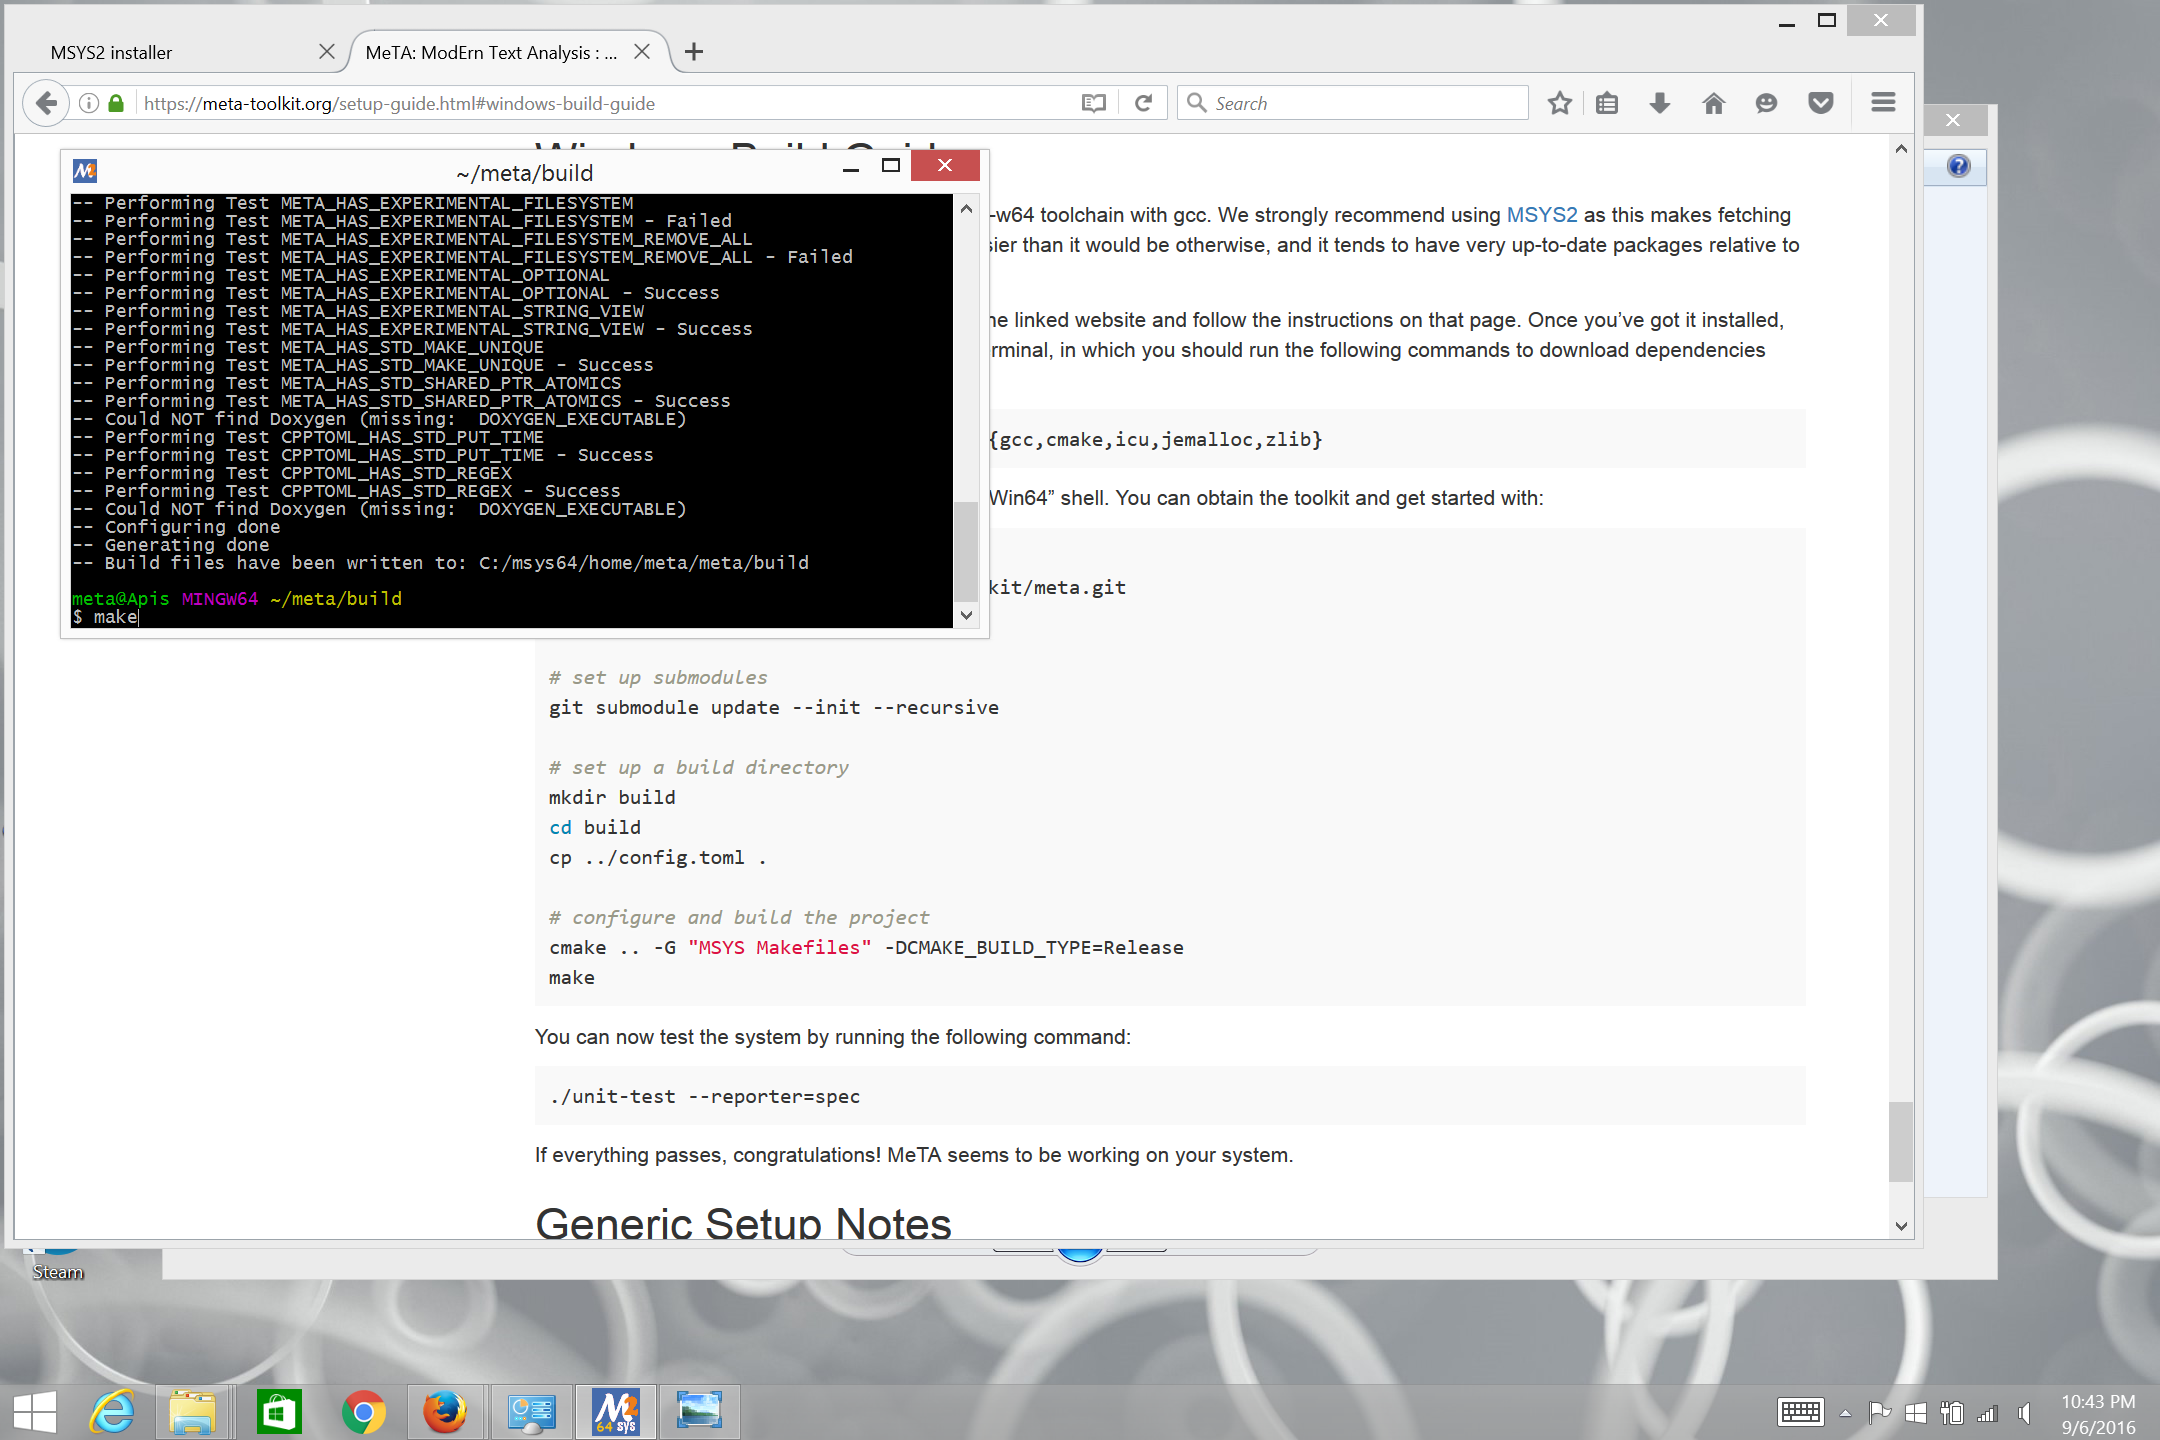 MSYS2 installer
MeTA: ModErn Text Analysis : ...
https://meta-toolkit.org/setup-guide.html#windows-build-guide
Search
~/meta/build
-- Performing Test META_HAS_EXPERIMENTAL_FILESYSTEM
-- Performing Test META_HAS_EXPERIMENTAL_FILESYSTEM - Failed
-- Performing Test META_HAS_EXPERIMENTAL_FILESYSTEM_REMOVE_ALL
-- Performing Test META_HAS_EXPERIMENTAL_FILESYSTEM_REMOVE_ALL - Failed
-- Performing Test META_HAS_EXPERIMENTAL_OPTIONAL
-- Performing Test META_HAS_EXPERIMENTAL_OPTIONAL - Success
-- Performing Test META_HAS_EXPERIMENTAL_STRING_VIEW
-- Performing Test META_HAS_EXPERIMENTAL_STRING_VIEW - Success
-- Performing Test META_HAS_STD_MAKE_UNIQUE
-- Performing Test META_HAS_STD_MAKE_UNIQUE - Success
-- Performing Test META_HAS_STD_SHARED_PTR_ATOMICS
-- Performing Test META_HAS_STD_SHARED_PTR_ATOMICS - Success
-- Could NOT find Doxygen (missing:  DOXYGEN_EXECUTABLE)
-- Performing Test CPPTOML_HAS_STD_PUT_TIME
-- Performing Test CPPTOML_HAS_STD_PUT_TIME - Success
-- Performing Test CPPTOML_HAS_STD_REGEX
-- Performing Test CPPTOML_HAS_STD_REGEX - Success
-- Could NOT find Doxygen (missing:  DOXYGEN_EXECUTABLE)
-- Configuring done
-- Generating done
-- Build files have been written to: C:/msys64/home/meta/meta/build
meta@Apis MINGW64 ~/meta/build
$ make
-w64 toolchain with gcc. We strongly recommend using MSYS2 as this makes fetching
sier than it would be otherwise, and it tends to have very up-to-date packages relative to
ne linked website and follow the instructions on that page. Once you've got it installed,
rminal, in which you should run the following commands to download dependencies
{gcc,cmake,icu,jemalloc,zlib}
Win64” shell. You can obtain the toolkit and get started with:
kit/meta.git
# set up submodules
git submodule update --init --recursive
# set up a build directory
mkdir build
cd build
cp ../config.toml .
# configure and build the project
cmake .. -G "MSYS Makefiles" -DCMAKE_BUILD_TYPE=Release
make
You can now test the system by running the following command:
./unit-test --reporter=spec
If everything passes, congratulations! MeTA seems to be working on your system.
Generic Setup Notes
Steam
64 sys
10:43 PM
9/6/2016